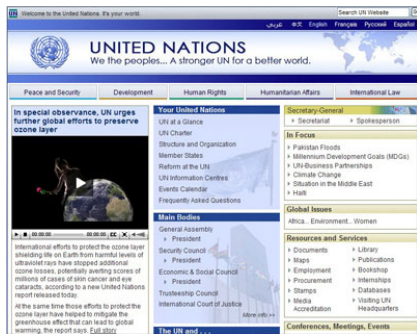 Welcome to the United Nations. It's your world.
Search UN Website
عربي 中文 English Français Русский Español
UNITED NATIONS
We the peoples... A stronger UN for a better world.
Peace and Security
Development
Human Rights
Humanitarian Affairs
International Law
In special observance, UN urges
further global efforts to preserve
ozone layer
00:00:00
00:00:00
CC
International efforts to protect the ozone layer
shielding life on Earth from harmful levels of
ultraviolet rays have stopped additional
ozone losses, potentially averting scores of
millions of cases of skin cancer and eye
cataracts, according to a new United Nations
report released today.
At the same time those efforts to protect the
ozone layer have helped to mitigate the
greenhouse effect that can lead to global
warming, the report says. Full story
Your United Nations
UN at a Glance
UN Charter
Structure and Organization
Member States
Reform at the UN
UN Information Centres
Events Calendar
Frequently Asked Questions
Main Bodies
General Assembly
President
Security Council
President
Economic & Social Council
President
Trusteeship Council
International Court of Justice
More info >>
The UN and . . .
Secretary-General
Secretariat
Spokesperson
In Focus
Pakistan Floods
Millennium Development Goals (MDGs)
UN-Business Partnerships
Climate Change
Situation in the Middle East
Haiti
Global Issues
Africa... Environment... Women
Resources and Services
Documents
Maps
Employment
Procurement
Stamps
Media
Accreditation
Library
Publications
Bookshop
Internships
Databases
Visiting UN
Headquarters
Conferences, Meetings, Events